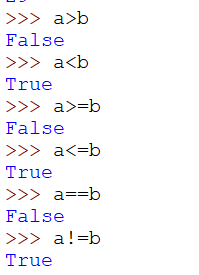 >>> a>b
False
>>> a<b
True
>>> a>=b
False
>>> a<=b
True
>>> a==b
False
>>> a!=b
True